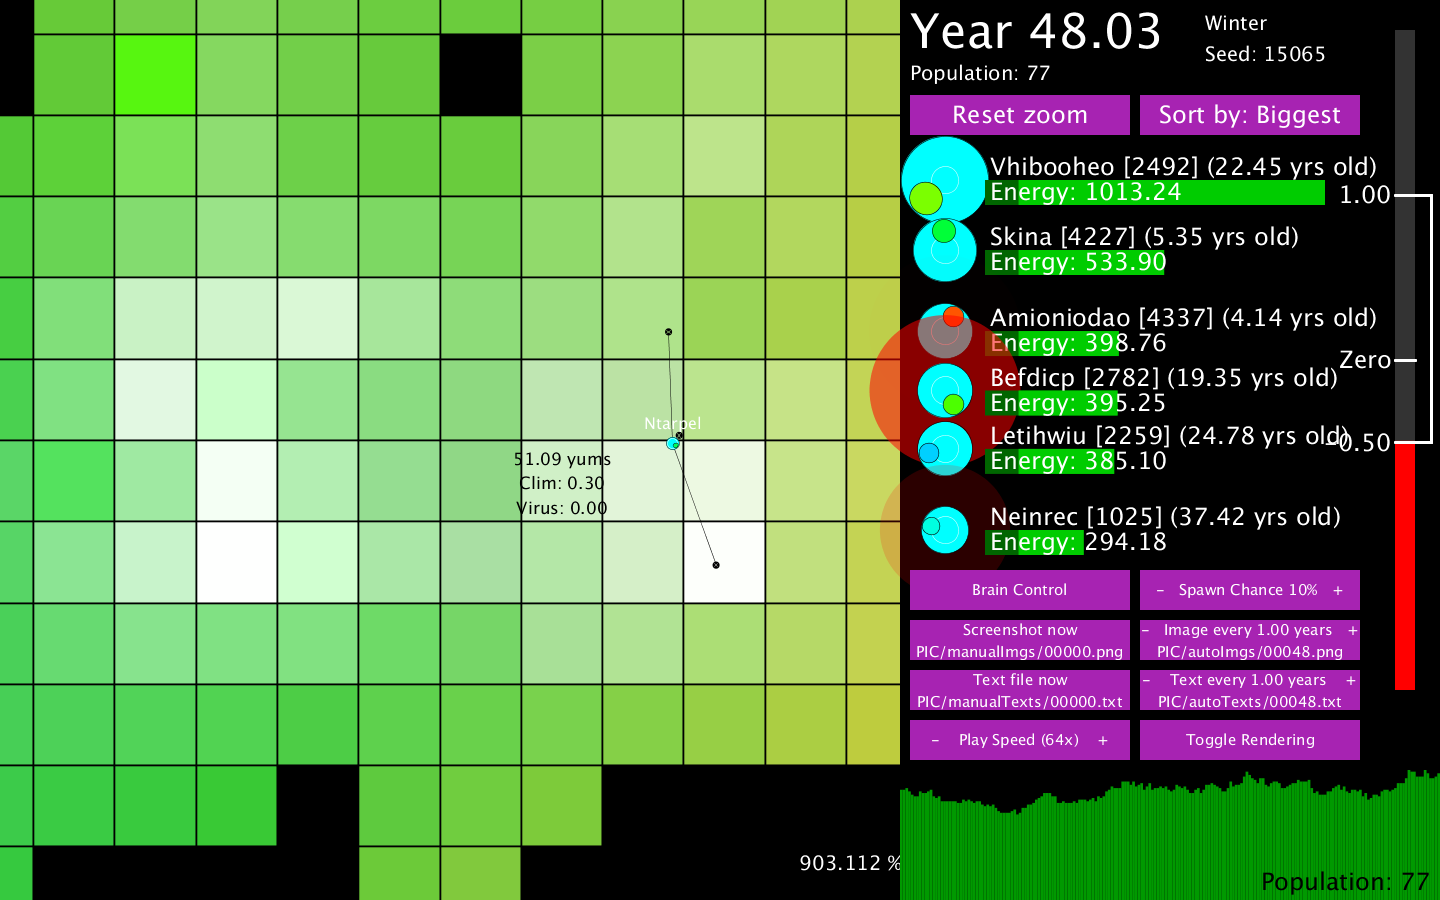 Year 48.03
Winter
Seed: 15065
Population: 77
Reset zoom
Sort by: Biggest
Vhibooheo [2492] (22.45 yrs old)
Energy: 1013.24
1.00
Skina [4227] (5.35 yrs old)
Energy: 533.90
Amioniodao [4337] (4.14 yrs old)
Energy: 398.76
Zero
Befdicp [2782] (19.35 yrs old)
Energy: 395.25
Letihwiu [2259] (24.78 yrs old)
-0.50
Energy: 385.10
Neinrec [1025] (37.42 yrs old)
Energy: 294.18
Ntarpel
51.09 yums
Clim: 0.30
Virus: 0.00
Brain Control
- Spawn Chance 10% +
Screenshot now
PIC/manualImgs/00000.png
- Image every 1.00 years +
PIC/autoImgs/00048.png
Text file now
PIC/manualTexts/00000.txt
- Text every 1.00 years +
PIC/autoTexts/00048.txt
- Play Speed (64x) +
Toggle Rendering
903.112 %
Population: 77